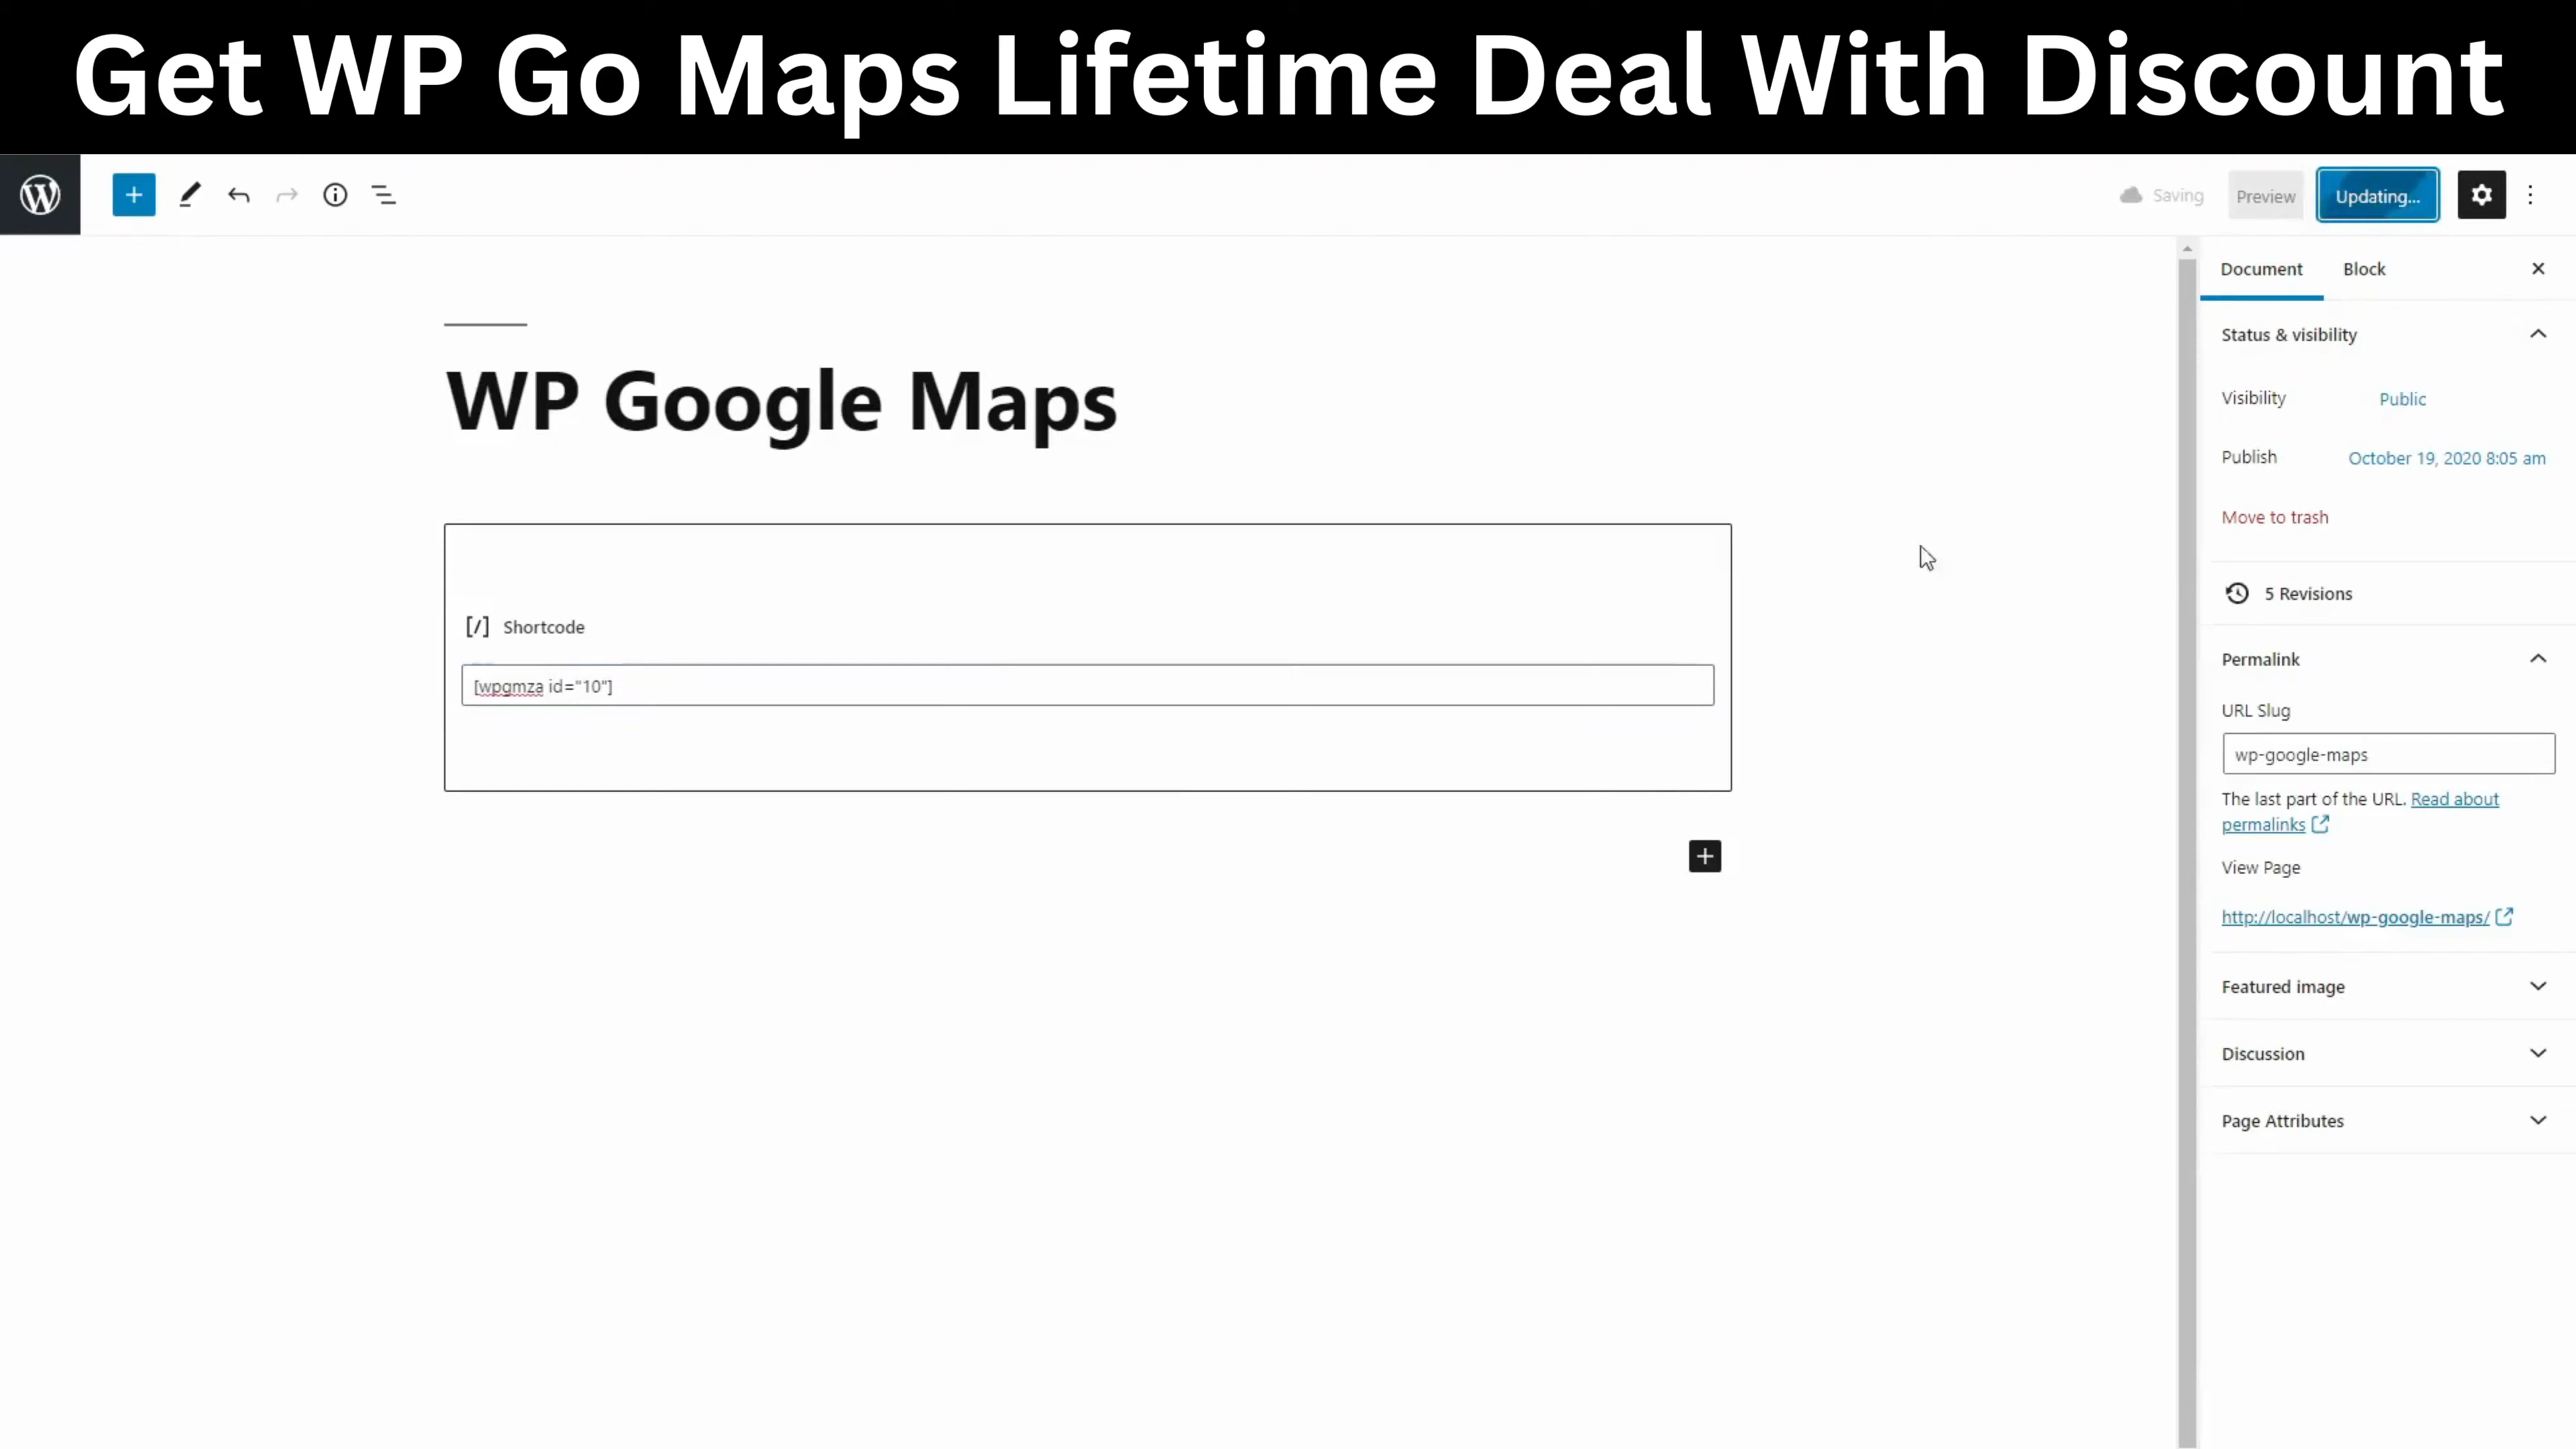 Get WP Go Maps Lifetime Deal With Discount
Saving
Preview
Updating...
Document
Block
Status & visibility
Visibility
Public
Publish
October 19, 2020 8:05 am
Move to trash
5 Revisions
Permalink
URL Slug
wp-google-maps
The last part of the URL. Read about
permalinks
View Page
http://localhost/wp-google-maps/
Featured image
Discussion
Page Attributes
WP Google Maps
[/] Shortcode
[wpgmza id="10"]